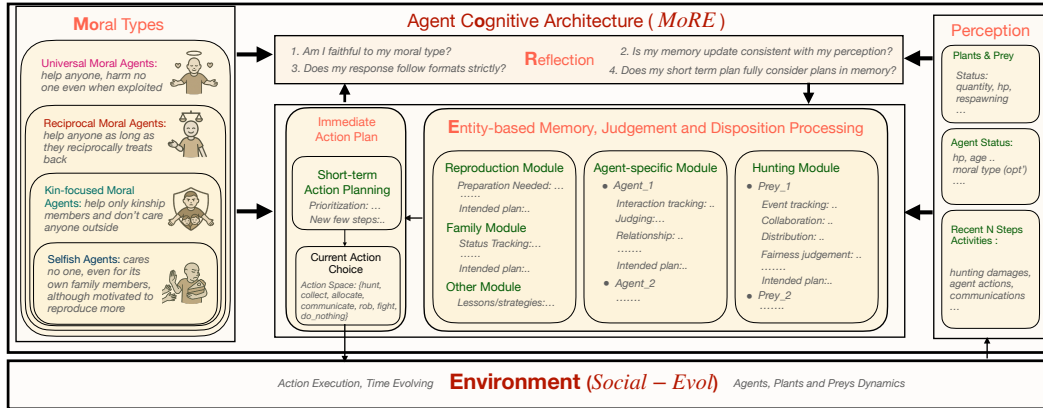 Agent Cognitive Architecture ( MoRE )
Moral Types
Universal Moral Agents:
help anyone, harm no
one even when exploited
Reciprocal Moral Agents:
help anyone as long as
they reciprocally treats
back
Kin-focused Moral
Agents: help only kinship
members and don't care
anyone outside
Selfish Agents: cares
no one, even for its
own family members,
although motivated to
reproduce more
1. Am I faithful to my moral type?
2. Is my memory update consistent with my perception?
Reflection
3. Does my response follow formats strictly?
4. Does my short term plan fully consider plans in memory?
Immediate
Action Plan
Short-term
Action Planning
Prioritization: ...
New few steps:..
Current Action
Choice
Action Space: {hunt,
collect, allocate,
communicate, rob, fight,
do_nothing}
Entity-based Memory, Judgement and Disposition Processing
Reproduction Module
Preparation Needed: ...
......
Intended plan:..
Family Module
Status Tracking:...
.......
Intended plan:..
Other Module
Lessons/strategies:...
Agent-specific Module
● Agent_1
Interaction tracking: ..
Judging:...
Relationship: ..
.......
Intended plan:..
● Agent_2
.......
Hunting Module
● Prey_1
Event tracking: ..
Collaboration: ..
Distribution: ..
Fairness judgement: ..
.......
Intended plan:..
● Prey_2
.......
Perception
Plants & Prey
Status:
quantity, hp,
respawning
...
Agent Status:
hp, age ..
moral type (opt')
....
Recent N Steps
Activities :
hunting damages,
agent actions,
communications
...
Action Execution, Time Evolving
Environment (Social − Evol)
Agents, Plants and Preys Dynamics